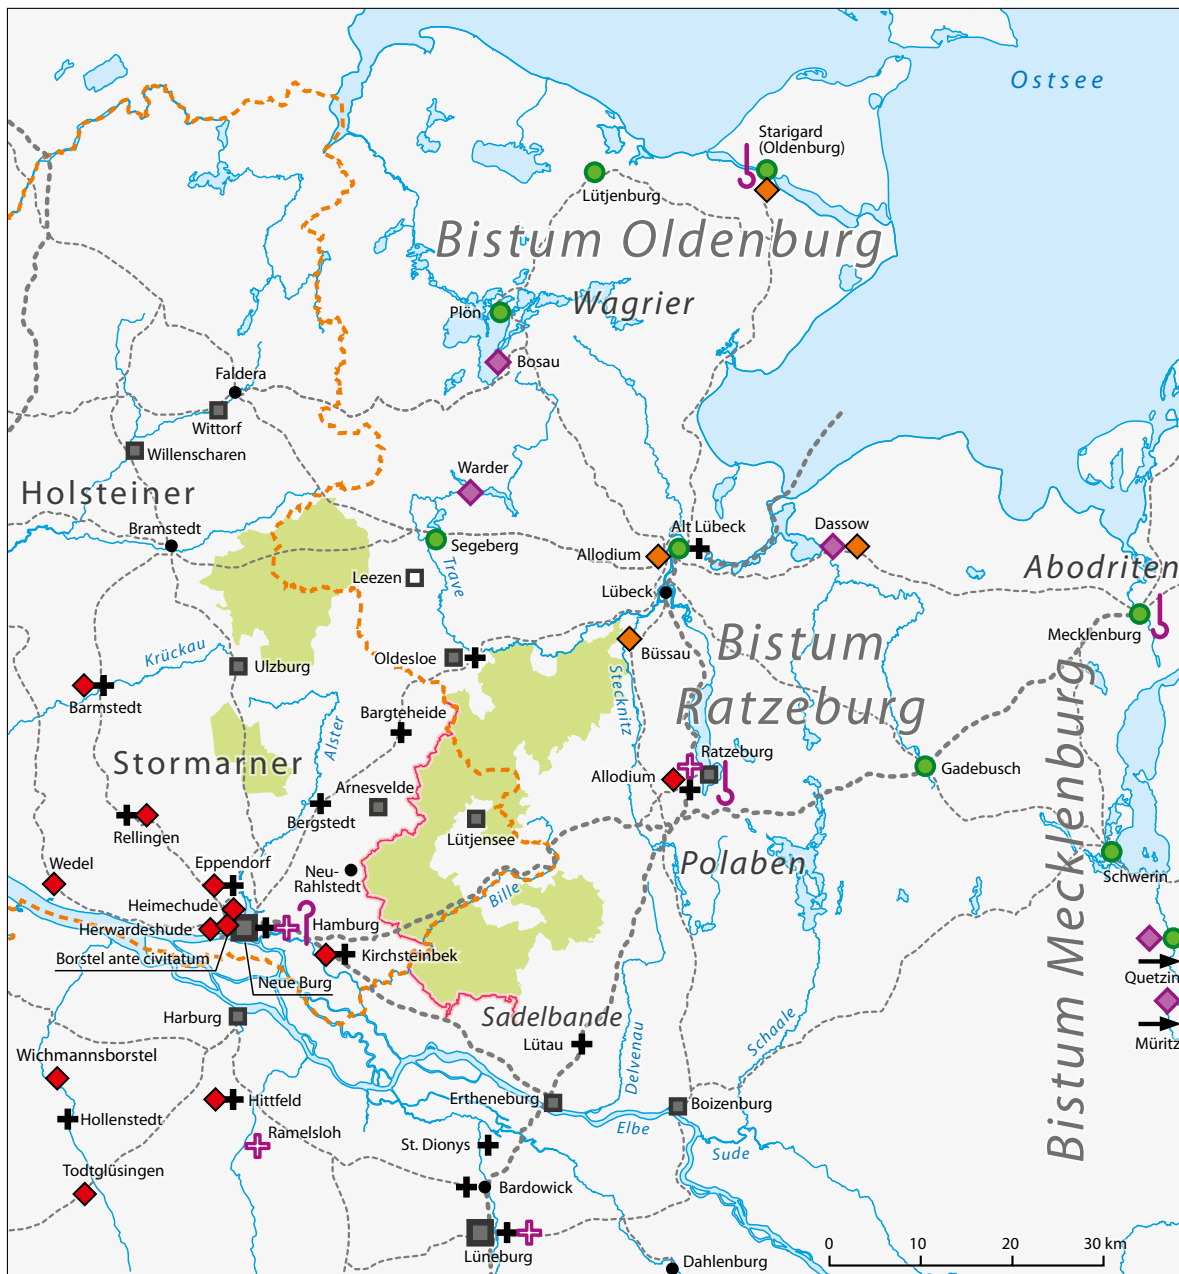 Ostsee
Starigard
(Oldenburg)
Lütjenburg
Bistum Oldenburg
Wagrier
Plön
Bosau
Faldera
Wittorf
Willenscharen
Holsteiner
Warder
Bramstedt
Segeberg
Alt Lübeck
Dassow
Allodium
Leezen
Trave
Lübeck
Abodriten
Mecklenburg
Krückau
Ulzburg
Oldesloe
Büssau
Bistum
Ratzeburg
Stecknitz
Barmstedt
Bargteheide
Alster
Stormarner
Ratzeburg
Allodium
Gadebusch
Arnesvelde
Bergstedt
Rellingen
Lütjensee
Bistum Mecklenburg
Polaben
Schwerin
Wedel
Eppendorf
Neu-
Rahlstedt
Bille
Heimechude
Herwardeshude
Hamburg
Borstel ante civitatum
Kirchsteinbek
Neue Burg
Quetzin
Harburg
Sadelbande
Lütau
Delvenau
Schaale
Müritz
Wichmannsborstel
Hittfeld
Hollenstedt
Ertheneburg
Boizenburg
Elbe
Sude
Ramelsloh
St. Dionys
Todtglüsingen
Bardowick
Lüneburg
Dahlenburg
0 10 20 30 km